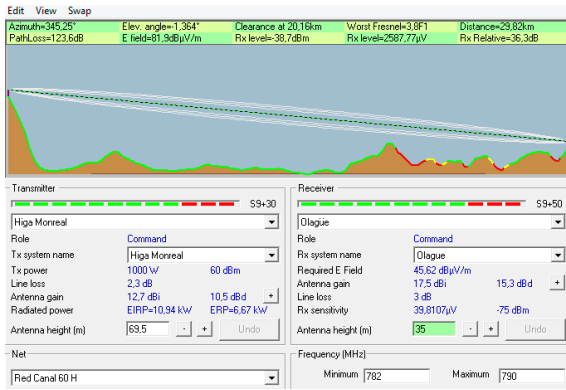 Edit View Swap
Azimuth=345,25° Elev. angle=-1,364° Clearance at 20,16km Worst Fresnel=3,8F1 Distance=29,82km
PathLoss=123,6dB E field=81,9dBμV/m Rx level=-38,7dBm Rx level=2587,77μV Rx Relative=36,3dB
Transmitter
S9+30
Higa Monreal
Role Command
Tx system name Higa Monreal
Tx power 1000 W 60 dBm
Line loss 2,3 dB
Antenna gain 12,7 dBi 10,5 dBd +
Radiated power EIRP=10,94 kW ERP=6,67 kW
Antenna height (m) 69,5 - + Undo
Net
Red Canal 60 H
Receiver
S9+50
Olagüe
Role Command
Rx system name Olague
Required E Field 45,62 dBμV/m
Antenna gain 17,5 dBi 15,3 dBd +
Line loss 3 dB
Rx sensitivity 39,8107μV -75 dBm
Antenna height (m) 35 - + Undo
Frequency (MHz)
Minimum 782 Maximum 790